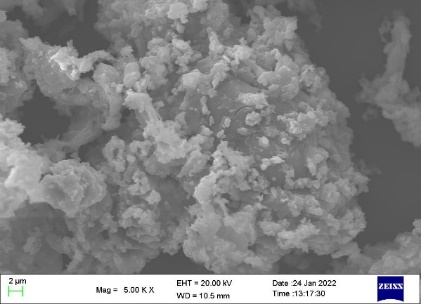 2 µm
Mag = 5.00 K X
EHT = 20.00 kV
WD = 10.5 mm
Date :24 Jan 2022
Time :13:17:30
ZEISS